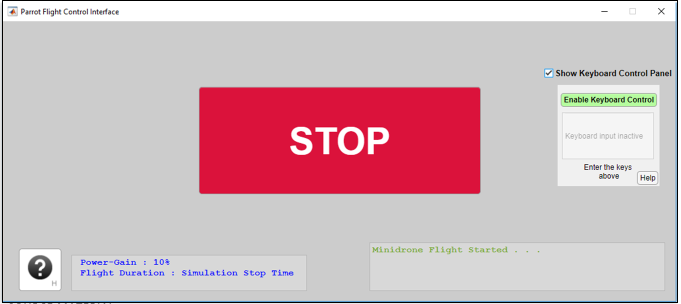 Parrot Flight Control Interface
Show Keyboard Control Panel
Enable Keyboard Control
STOP
Keyboard input inactive
Enter the keys
above
Help
Minidrone Flight Started . . .
Power-Gain : 10%
Flight Duration : Simulation Stop Time
?
H